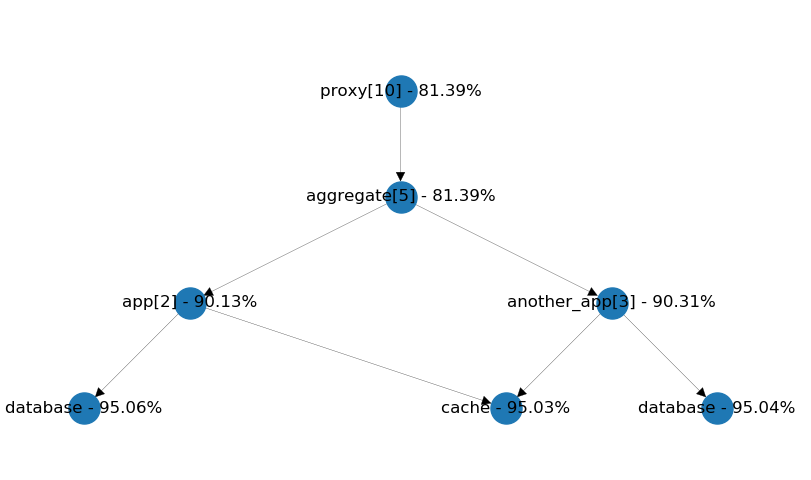 proxy[10] - 81.39%
aggregate[5] - 81.39%
app[2] - 90.13%
another_app[3] - 90.31%
database - 95.06%
cache - 95.03%
database - 95.04%